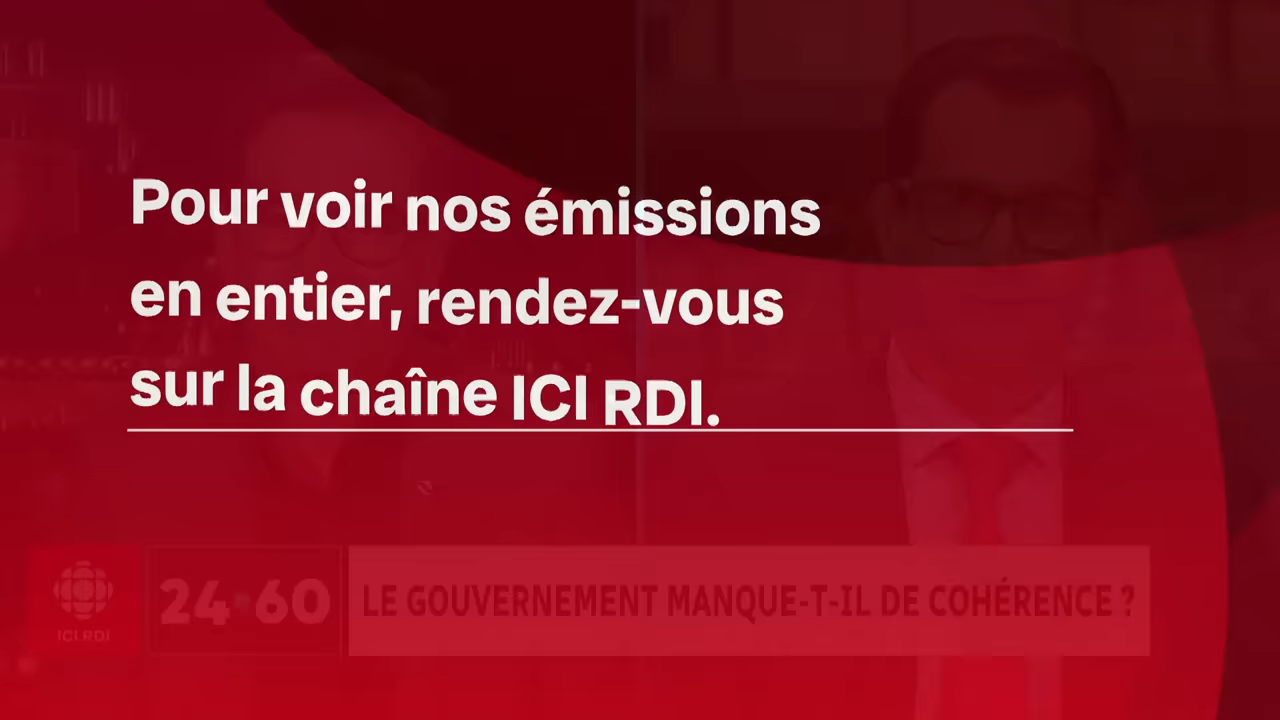 Pour voir nos émissions
en entier, rendez-vous
sur la chaîne ICI RDI.
ICI RDI
24·60
LE GOUVERNEMENT MANQUE-T-IL DE COHÉRENCE ?